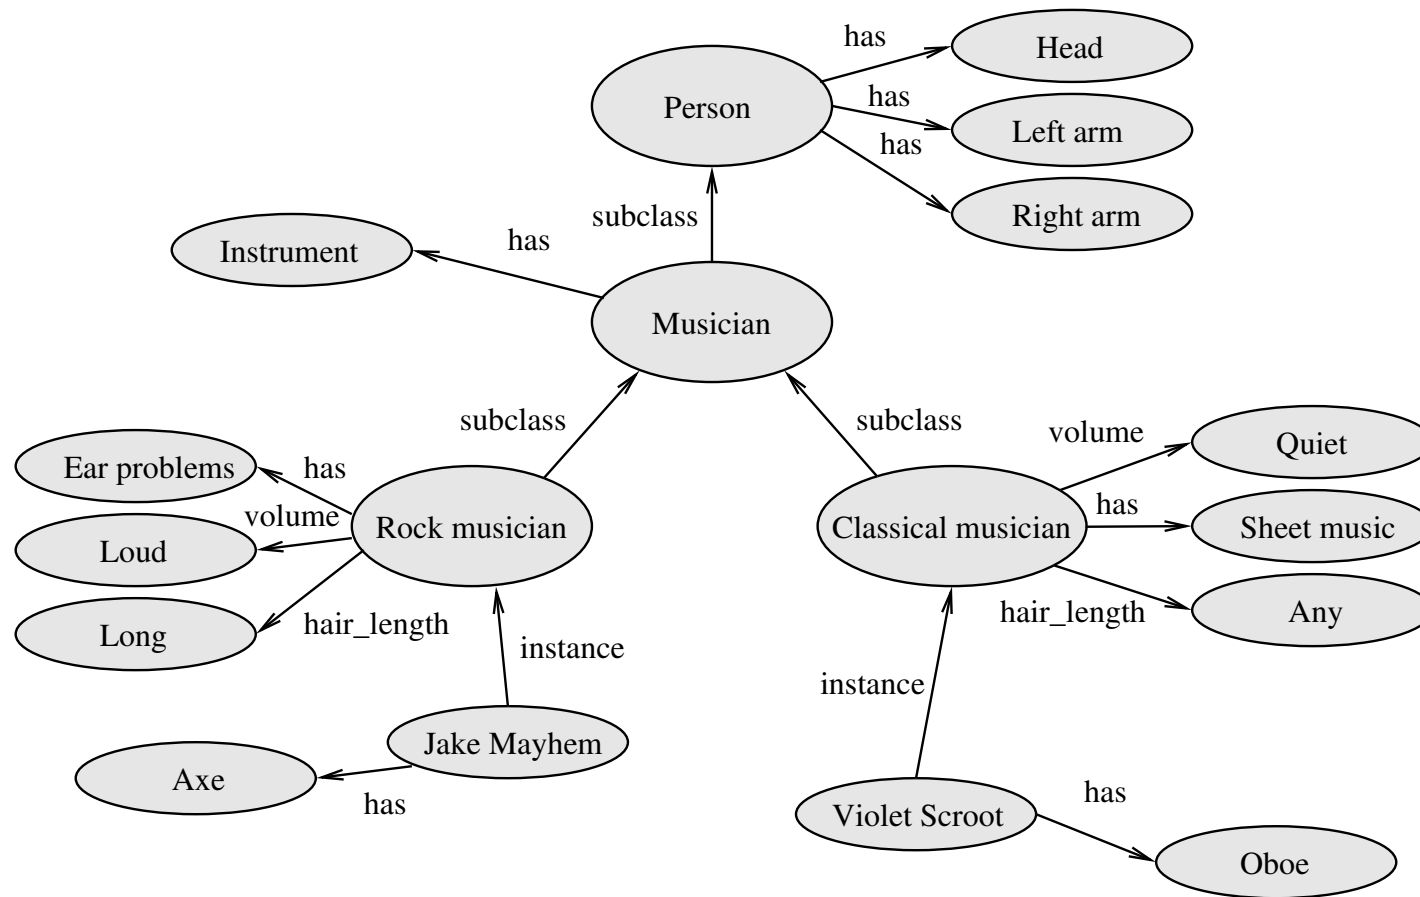 has
Head
Person
has
Left arm
has
Right arm
subclass
Instrument
has
Musician
subclass
subclass
volume
Quiet
Ear problems
has
has
Sheet music
volume
Rock musician
Classical musician
Loud
Long
hair_length
hair_length
Any
instance
instance
Jake Mayhem
Axe
has
Violet Scroot
has
Oboe